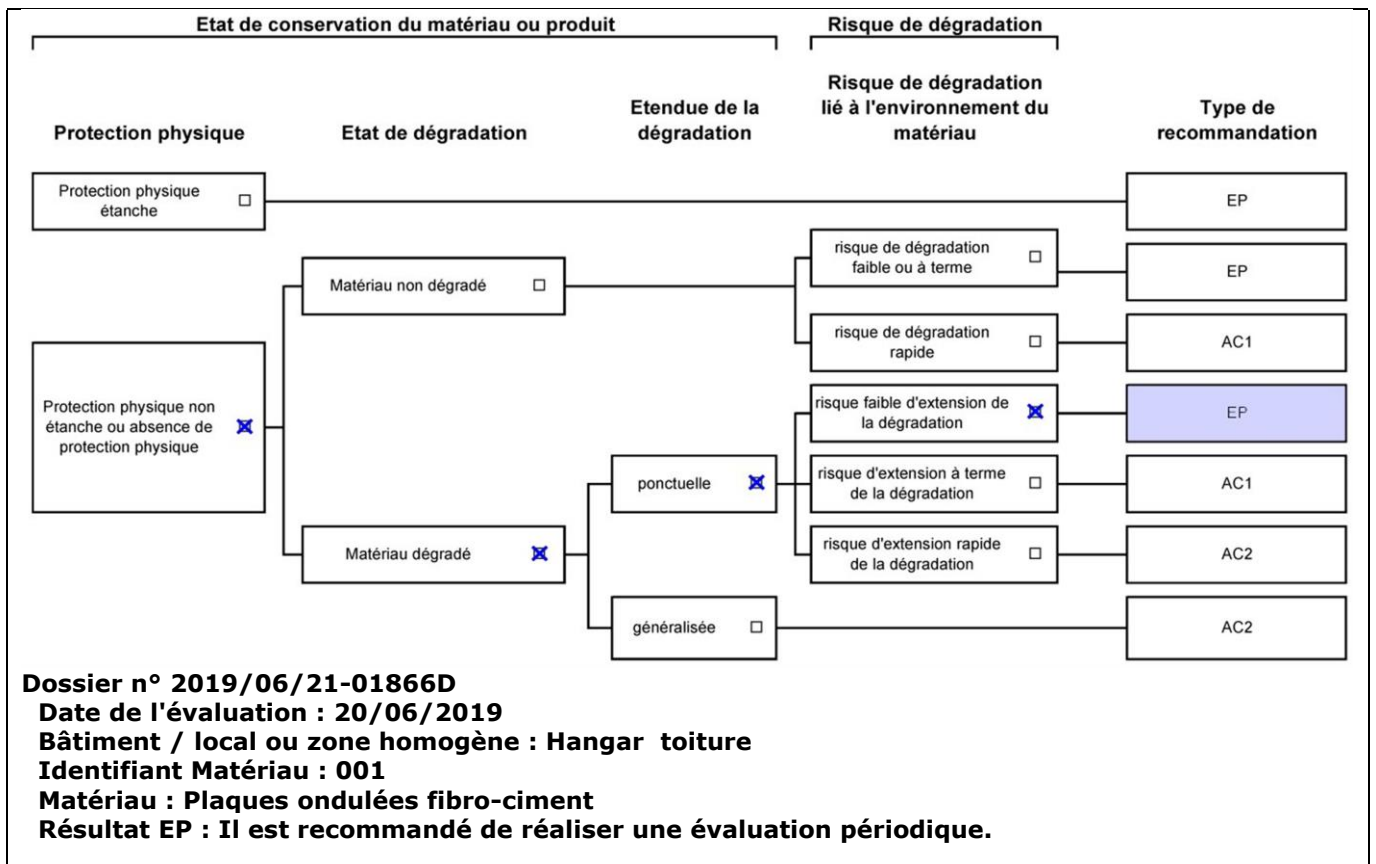 Etat de conservation du matériau ou produit
Risque de dégradation
Protection physique
Etat de dégradation
Etendue de la
dégradation
Risque de dégradation
lié à l'environnement du
matériau
Type de
recommandation
Protection physique
étanche
EP
risque de dégradation
faible ou à terme
EP
Matériau non dégradé
risque de dégradation
rapide
AC1
Protection physique non
étanche ou absence de
protection physique
risque faible d'extension de
la dégradation
EP
ponctuelle
risque d'extension à terme
de la dégradation
AC1
Matériau dégradé
risque d'extension rapide
de la dégradation
AC2
généralisée
AC2
Dossier n° 2019/06/21-01866D
Date de l'évaluation : 20/06/2019
Bâtiment / local ou zone homogène : Hangar toiture
Identifiant Matériau : 001
Matériau : Plaques ondulées fibro-ciment
Résultat EP : Il est recommandé de réaliser une évaluation périodique.